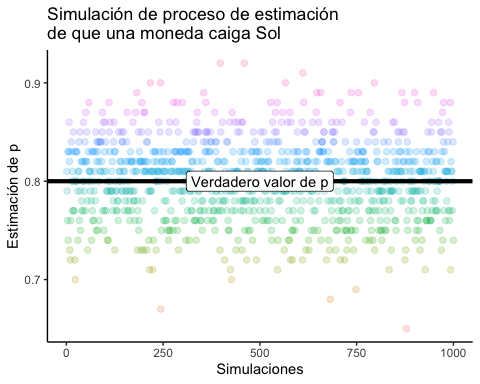 Simulación de proceso de estimación
de que una moneda caiga Sol
Estimación de p
0.9
0.8
0.7
Verdadero valor de p
0
250
500
750
1000
Simulaciones